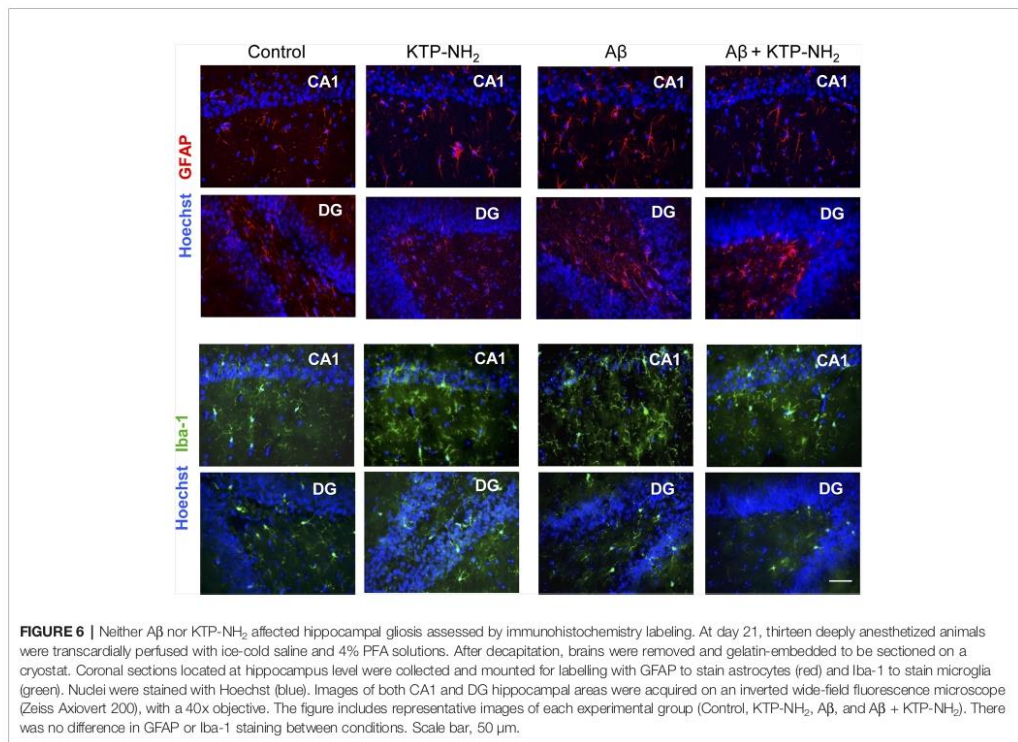 Control KTP-NH₂ Aβ Aβ + KTP-NH₂
CA1 CA1 CA1 CA1
Hoechst GFAP
DG DG DG DG
CA1 CA1 CA1 CA1
Hoechst Iba-1
DG DG DG DG
FIGURE 6 | Neither Aβ nor KTP-NH₂ affected hippocampal gliosis assessed by immunohistochemistry labeling. At day 21, thirteen deeply anesthetized animals
were transcardially perfused with ice-cold saline and 4% PFA solutions. After decapitation, brains were removed and gelatin-embedded to be sectioned on a
cryostat. Coronal sections located at hippocampus level were collected and mounted for labelling with GFAP to stain astrocytes (red) and Iba-1 to stain microglia
(green). Nuclei were stained with Hoechst (blue). Images of both CA1 and DG hippocampal areas were acquired on an inverted wide-field fluorescence microscope
(Zeiss Axiovert 200), with a 40x objective. The figure includes representative images of each experimental group (Control, KTP-NH₂, Aβ, and Aβ + KTP-NH₂). There
was no difference in GFAP or Iba-1 staining between conditions. Scale bar, 50 μm.